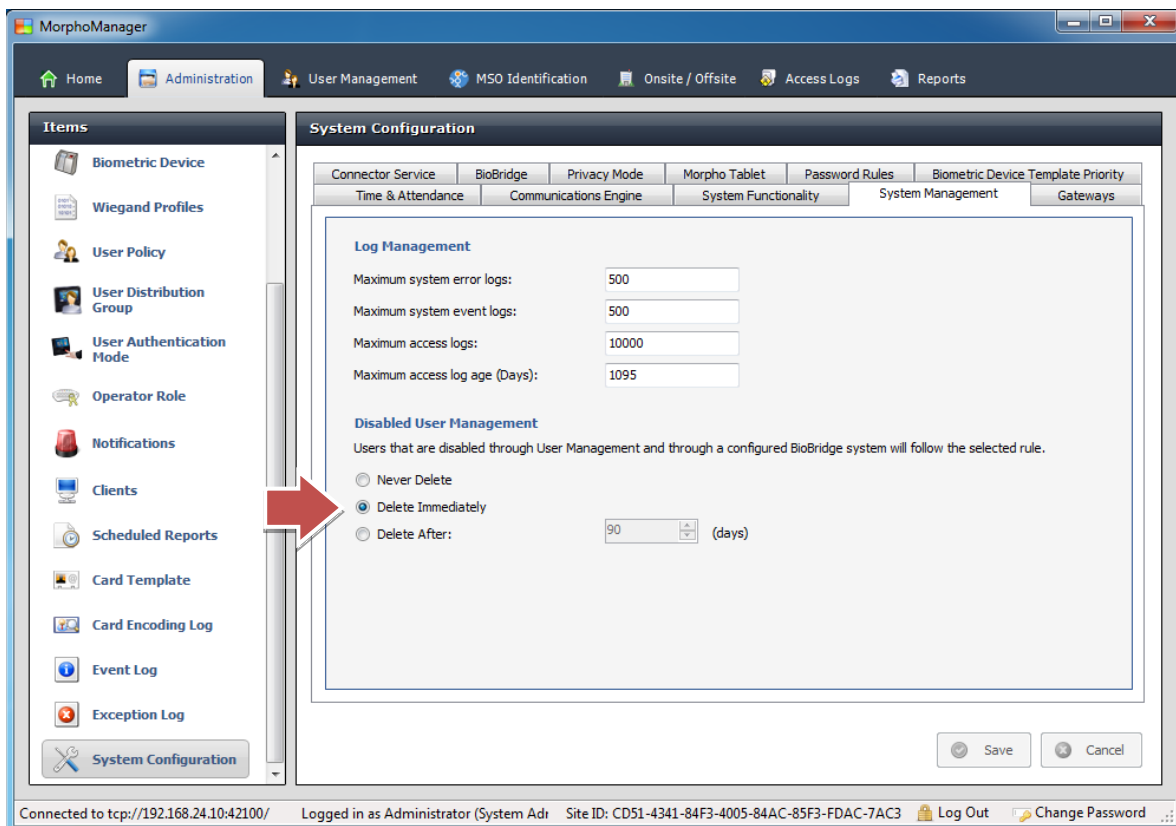 MorphoManager
Home
Administration
User Management
MSO Identification
Onsite / Offsite
Access Logs
Reports
Items
Biometric Device
Wiegand Profiles
User Policy
User Distribution
Group
User Authentication
Mode
Operator Role
Notifications
Clients
Scheduled Reports
Card Template
Card Encoding Log
Event Log
Exception Log
System Configuration
System Configuration
Connector Service
BioBridge
Privacy Mode
Morpho Tablet
Password Rules
Biometric Device Template Priority
Time & Attendance
Communications Engine
System Functionality
System Management
Gateways
Log Management
Maximum system error logs: 500
Maximum system event logs: 500
Maximum access logs: 10000
Maximum access log age (Days): 1095
Disabled User Management
Users that are disabled through User Management and through a configured BioBridge system will follow the selected rule.
Never Delete
Delete Immediately
Delete After: 90 (days)
Save
Cancel
Connected to tcp://192.168.24.10:42100/
Logged in as Administrator (System Adr
Site ID: CD51-4341-84F3-4005-84AC-85F3-FDAC-7AC3
Log Out
Change Password